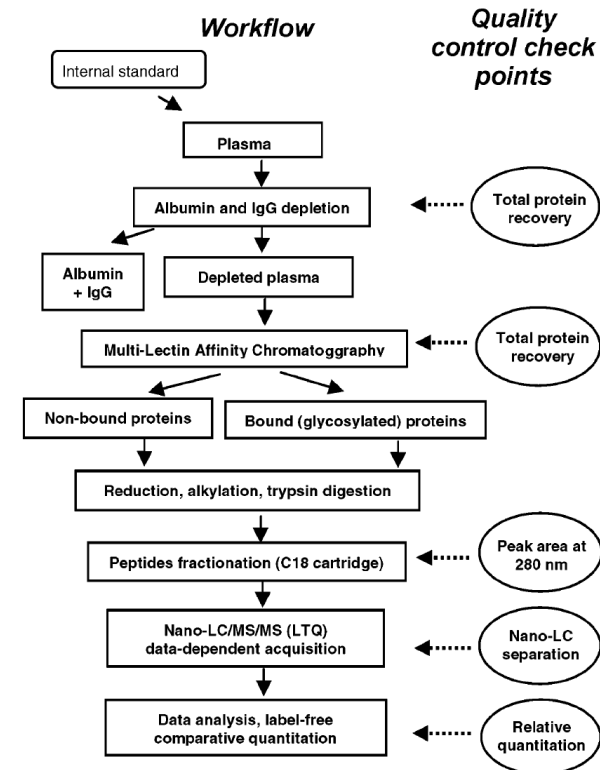 Workflow
Quality
control check
points
Internal standard
Plasma
Albumin and IgG depletion
Total protein
recovery
Albumin
+ IgG
Depleted plasma
Multi-Lectin Affinity Chromatoggraphy
Total protein
recovery
Non-bound proteins
Bound (glycosylated) proteins
Reduction, alkylation, trypsin digestion
Peptides fractionation (C18 cartridge)
Peak area at
280 nm
Nano-LC/MS/MS (LTQ)
data-dependent acquisition
Nano-LC
separation
Data analysis, label-free
comparative quantitation
Relative
quantitation